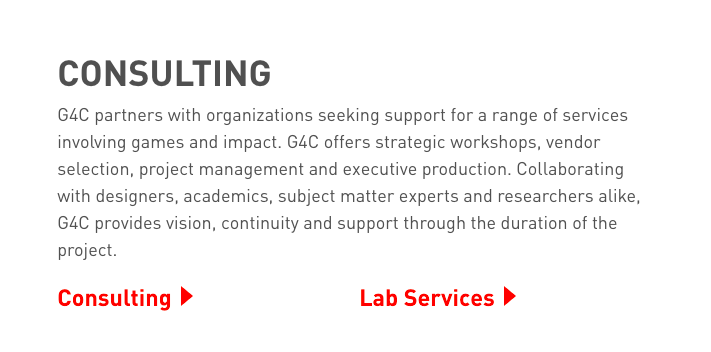 CONSULTING
G4C partners with organizations seeking support for a range of services
involving games and impact. G4C offers strategic workshops, vendor
selection, project management and executive production. Collaborating
with designers, academics, subject matter experts and researchers alike,
G4C provides vision, continuity and support through the duration of the
project.
Consulting
Lab Services